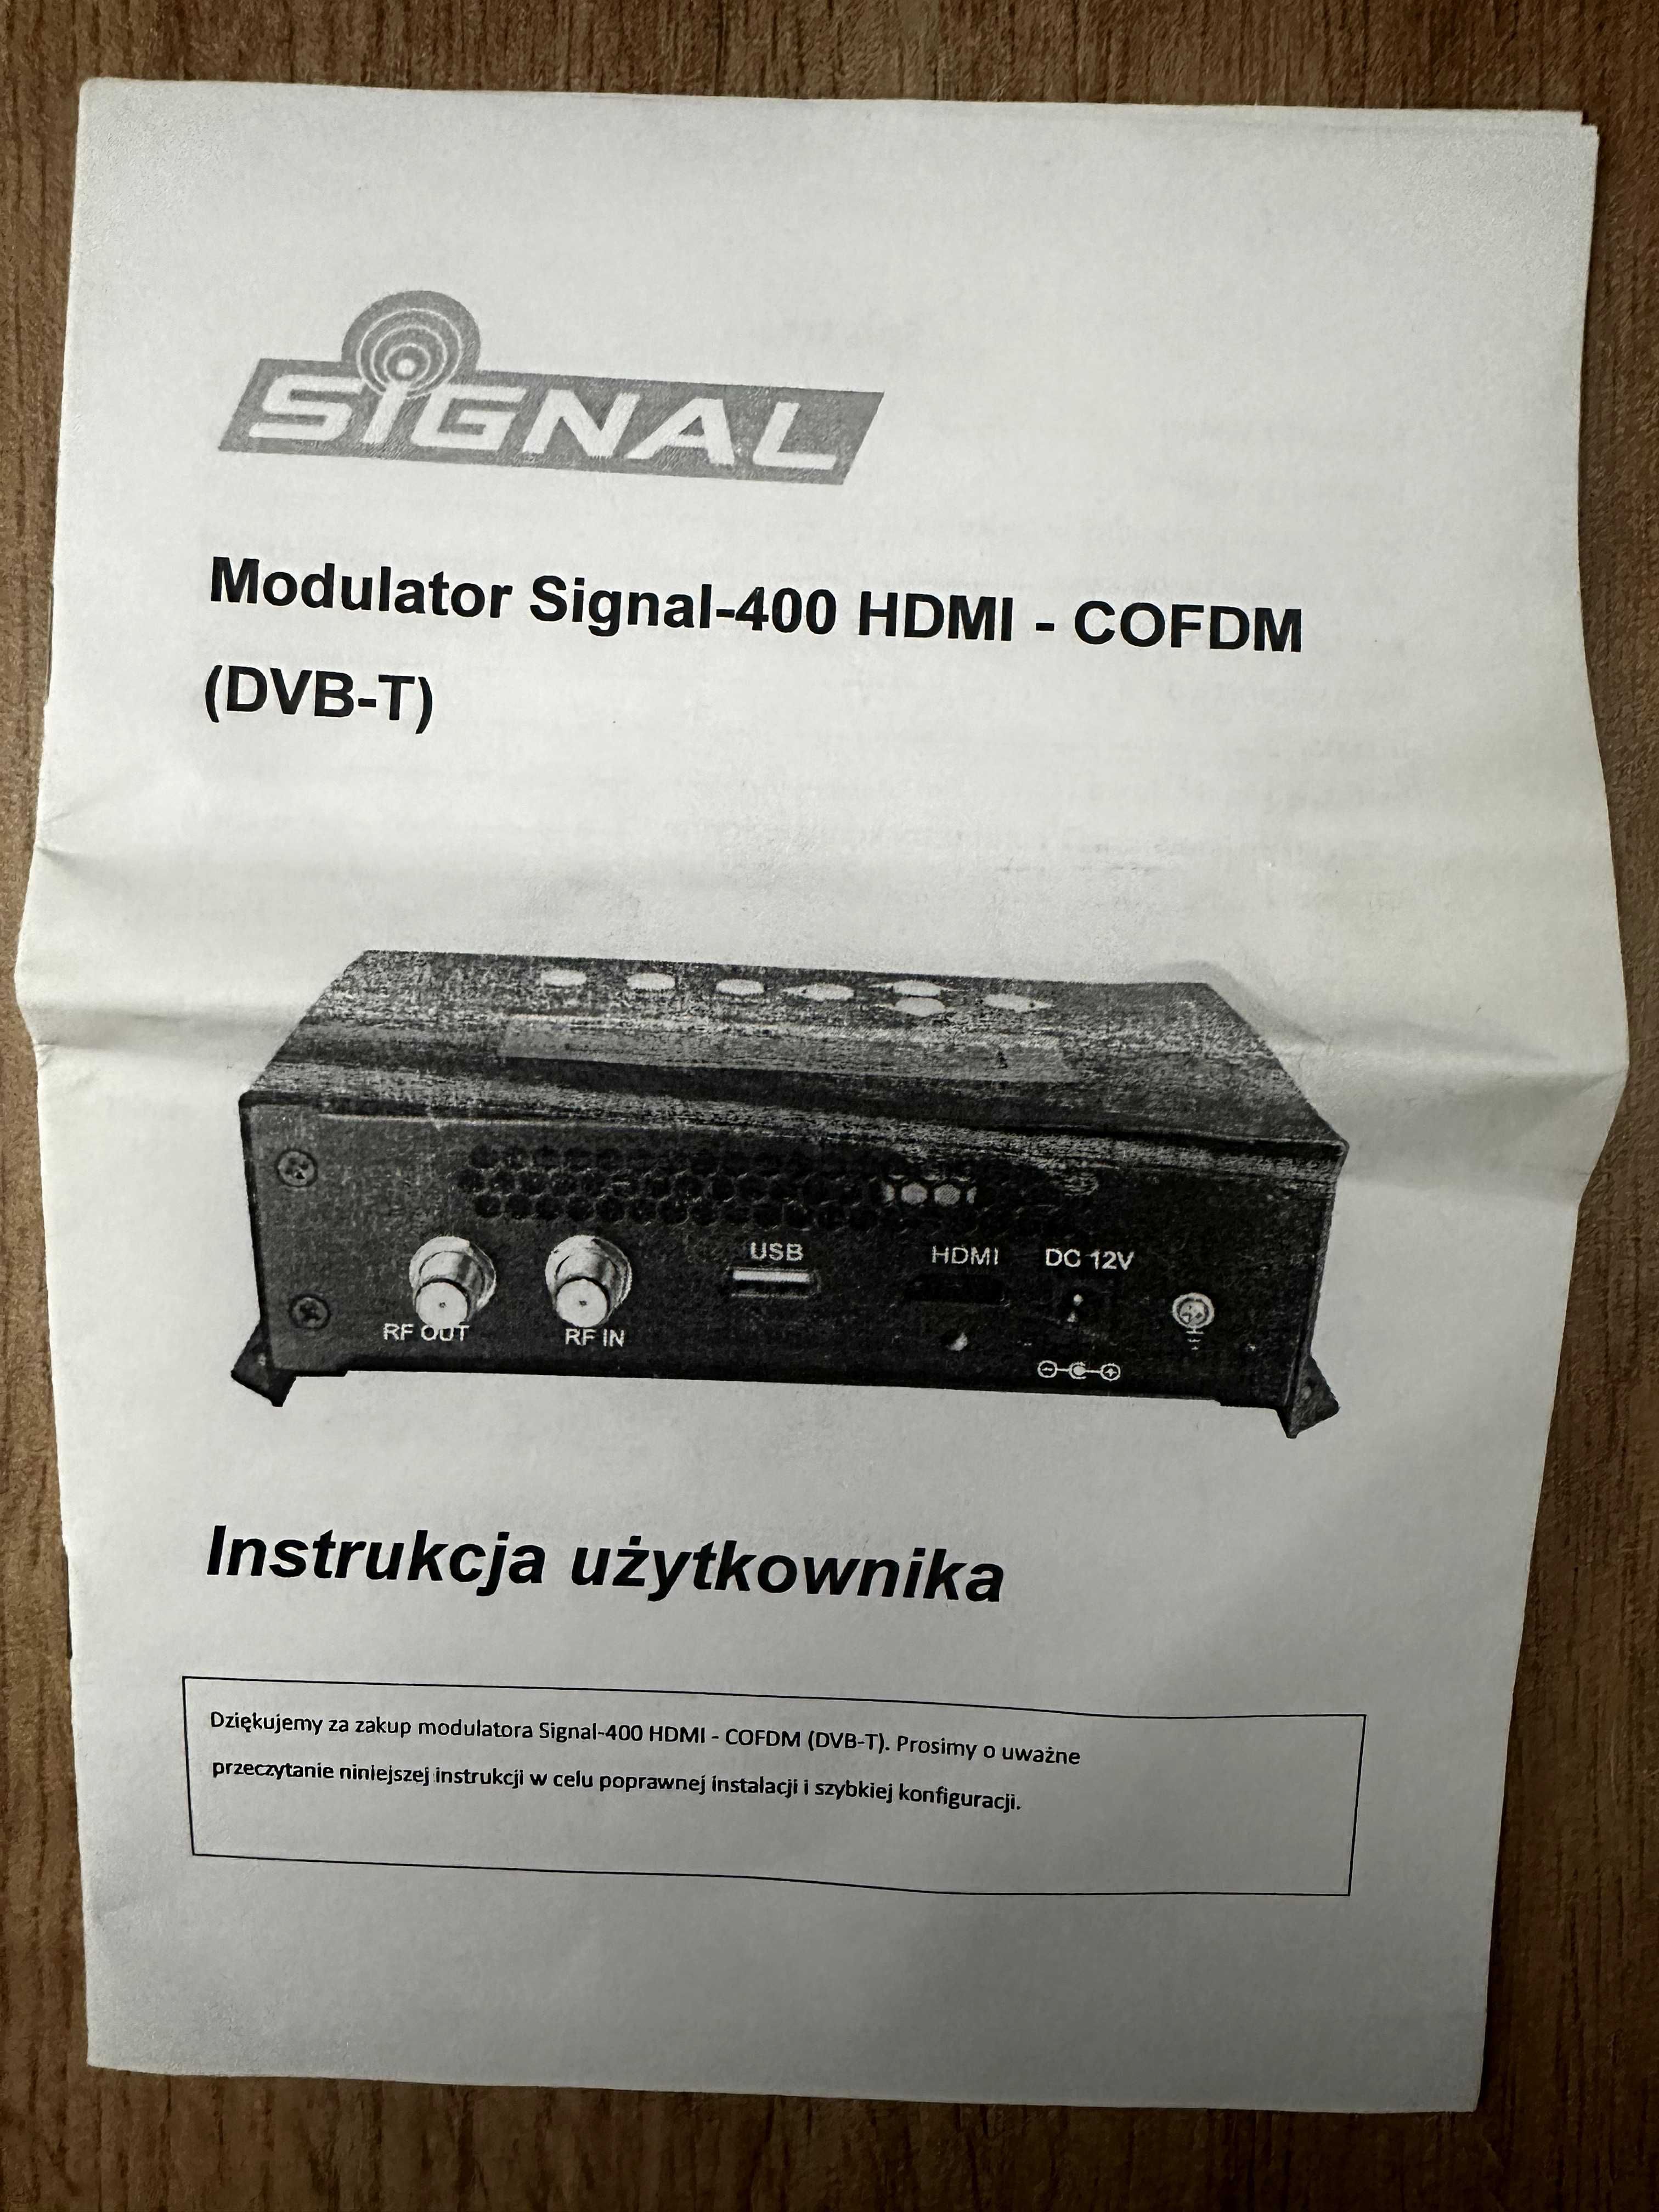 SiGNAL
Modulator Signal-400 HDMI - COFDM
(DVB-T)
USB
HDMI
DC 12V
RF OUT
RF IN
Instrukcja użytkownika
Dziękujemy za zakup modulatora Signal-400 HDMI - COFDM (DVB-T). Prosimy o uważne
przeczytanie niniejszej instrukcji w celu poprawnej instalacji i szybkiej konfiguracji.